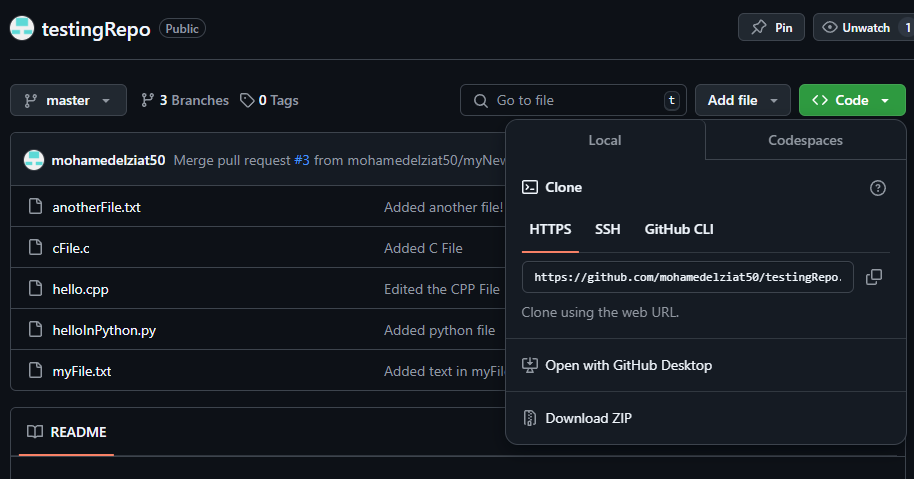 testingRepo Public Pin Unwatch 1
master 3 Branches 0 Tags Go to file t Add file Code
Local Codespaces
mohamedelziat50 Merge pull request #3 from mohamedelziat50/myNew
Clone
anotherFile.txt Added another file!
HTTPS SSH GitHub CLI
cFile.c Added C File
https://github.com/mohamedelziat50/testingRepo.
hello.cpp Edited the CPP File
Clone using the web URL.
helloInPython.py Added python file
Open with GitHub Desktop
myFile.txt Added text in myFil
Download ZIP
README